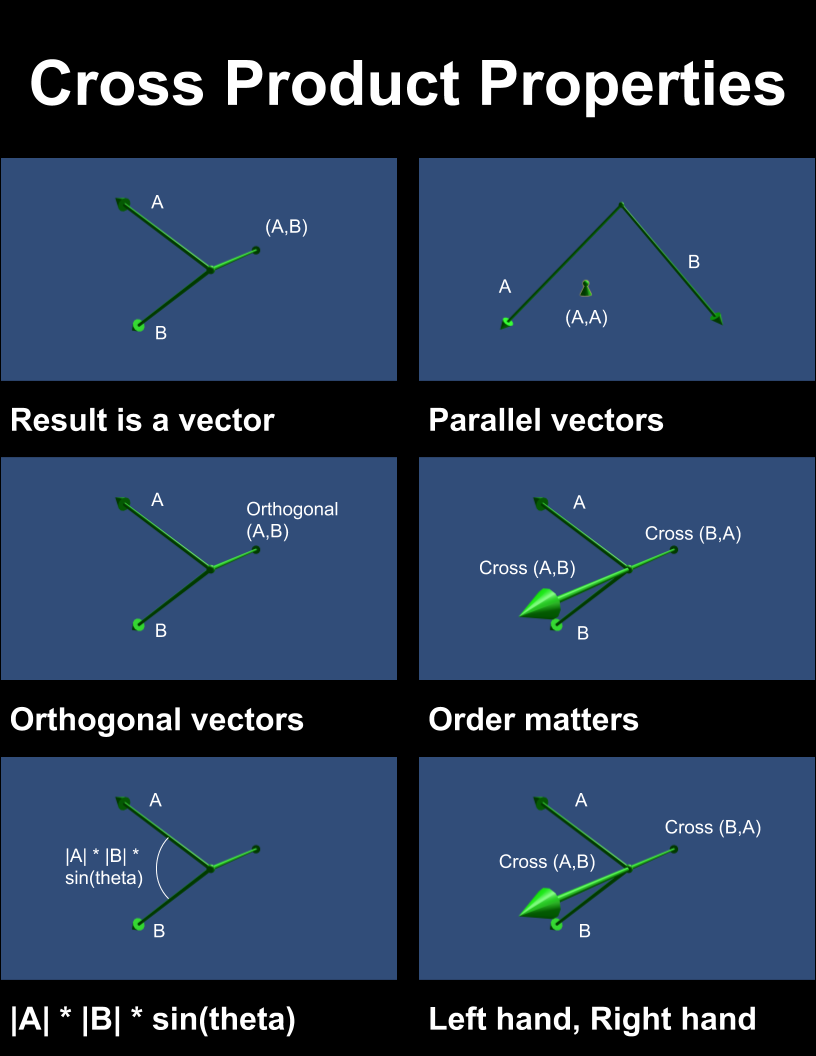 Cross Product Properties
A
(A,B)
B
A
B
(A,A)
Result is a vector
Parallel vectors
A
Orthogonal
(A,B)
B
A
Cross (B,A)
Cross (A,B)
B
Orthogonal vectors
Order matters
A
|A| * |B| *
sin(theta)
B
A
Cross (B,A)
Cross (A,B)
B
|A| * |B| * sin(theta)
Left hand, Right hand